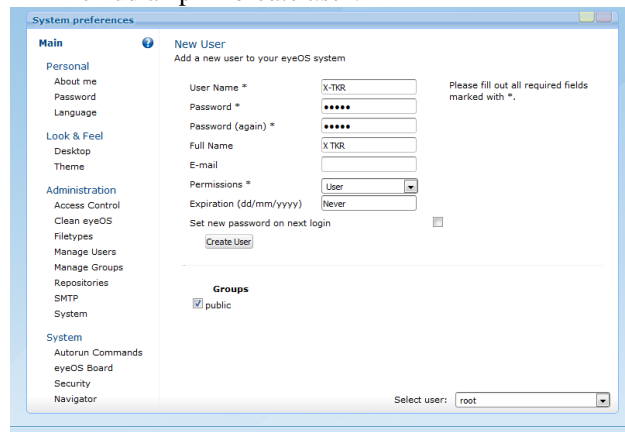 System preferences
Main
Personal
About me
Password
Language
Look & Feel
Desktop
Theme
Administration
Access Control
Clean eyeOS
Filetypes
Manage Users
Manage Groups
Repositories
SMTP
System
System
Autorun Commands
eyeOS Board
Security
Navigator
New User
Add a new user to your eyeOS system
User Name * X-TKR
Password * •••••
Password (again) * •••••
Full Name X TKR
E-mail
Permissions * User
Expiration (dd/mm/yyyy) Never
Set new password on next login
Create User
Please fill out all required fields
marked with *.
Groups
public
Select user: root